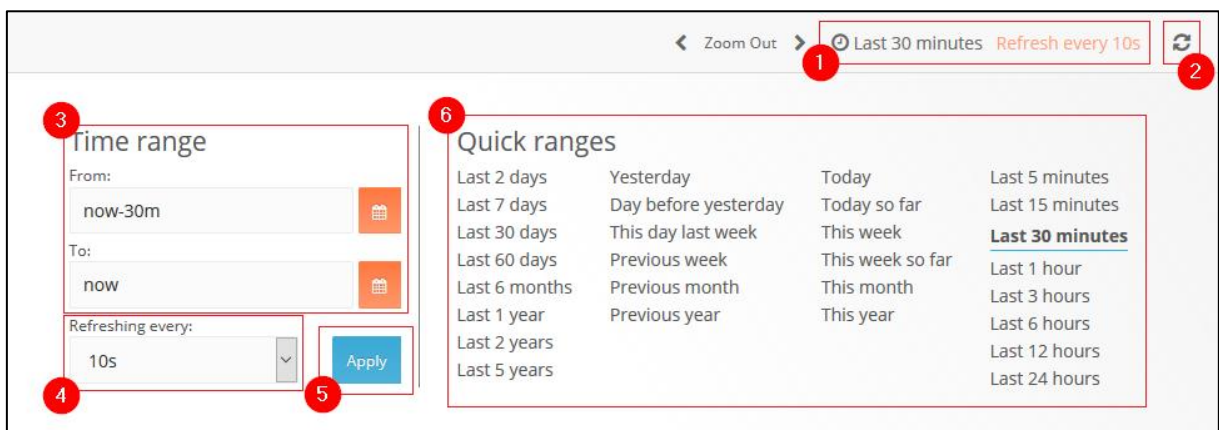 Zoom Out Last 30 minutes Refresh every 10s
1
2
3
Time range
From:
now-30m
To:
now
Refreshing every:
10s
4
Apply
5
6
Quick ranges
Last 2 days
Last 7 days
Last 30 days
Last 60 days
Last 6 months
Last 1 year
Last 2 years
Last 5 years
Yesterday
Day before yesterday
This day last week
Previous week
Previous month
Previous year
Today
Today so far
This week
This week so far
This month
This year
Last 5 minutes
Last 15 minutes
Last 30 minutes
Last 1 hour
Last 3 hours
Last 6 hours
Last 12 hours
Last 24 hours